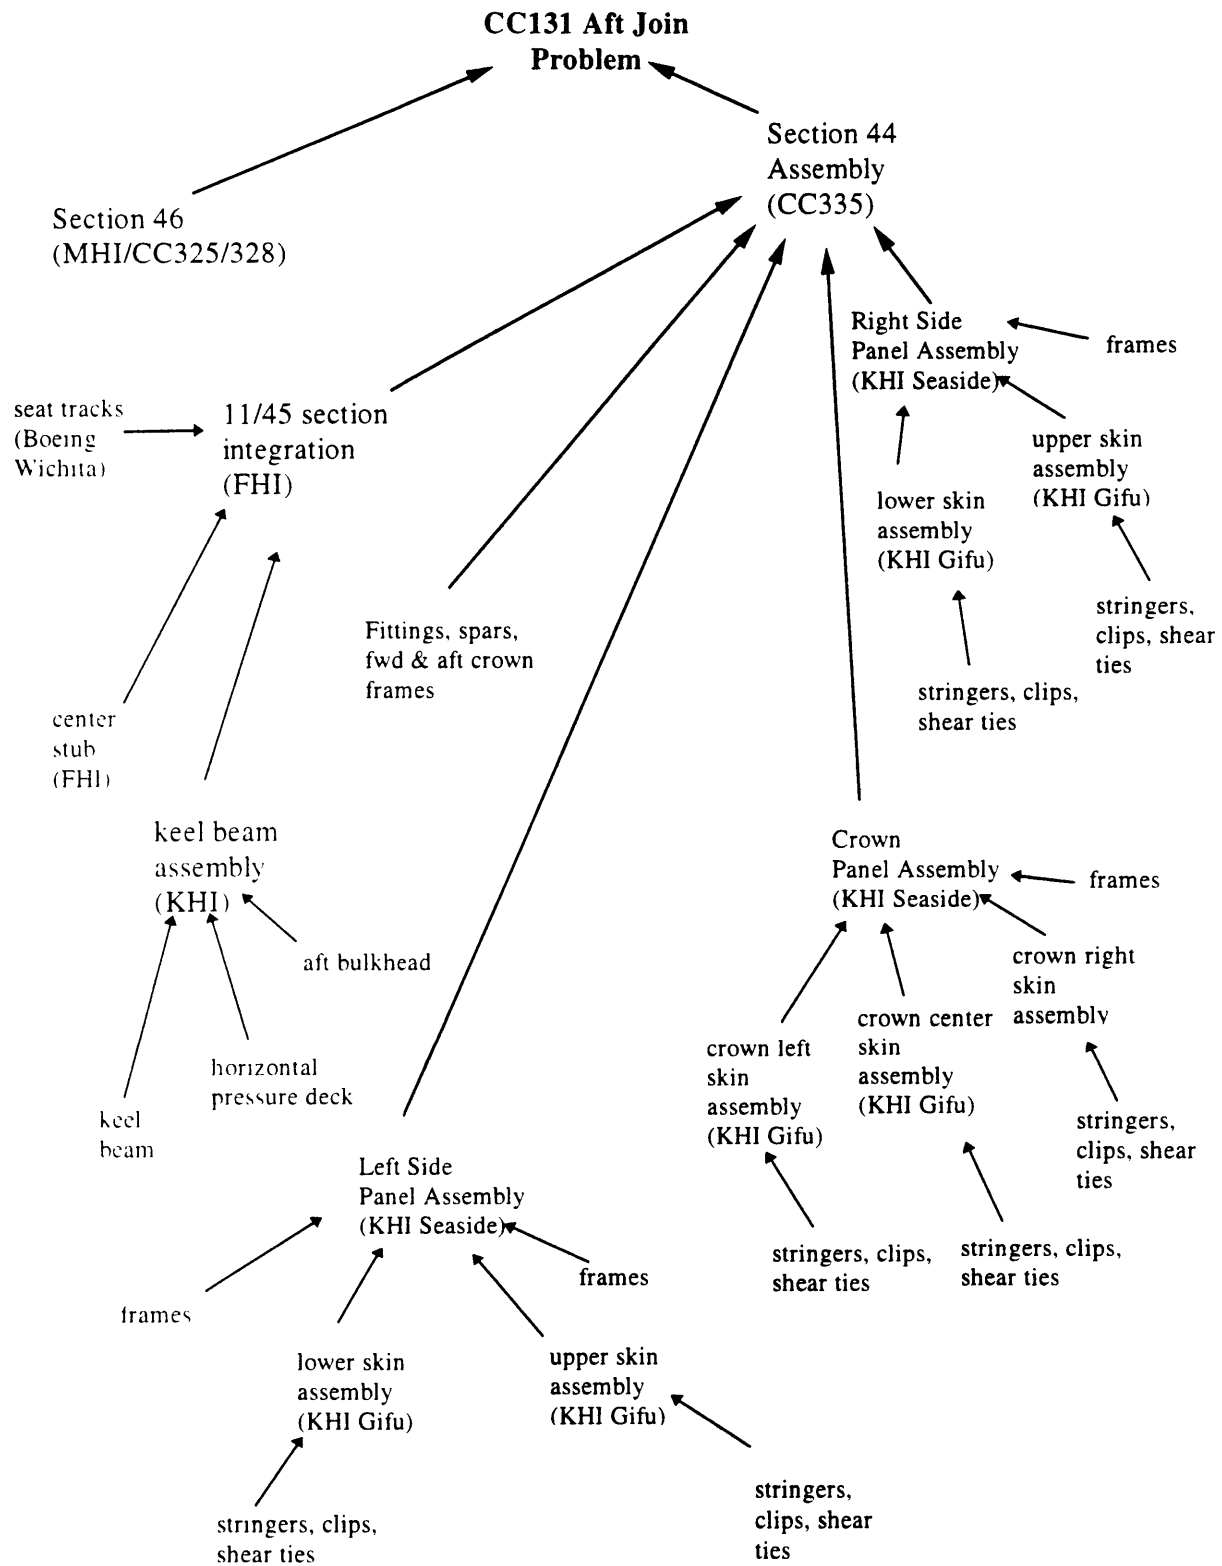 CC131 Aft Join
Problem
Section 44
Assembly
(CC335)
Section 46
(MHI/CC325/328)
Right Side
Panel Assembly
(KHI Seaside)
frames
seat tracks
(Boeing
Wichita)
11/45 section
integration
(FHI)
upper skin
assembly
(KHI Gifu)
lower skin
assembly
(KHI Gifu)
stringers,
clips, shear
ties
Fittings, spars,
fwd & aft crown
frames
stringers, clips,
shear ties
center
stub
(FHI)
keel beam
assembly
(KHI)
Crown
Panel Assembly
(KHI Seaside)
frames
aft bulkhead
crown right
skin
assembly
crown center
skin
assembly
(KHI Gifu)
crown left
skin
assembly
(KHI Gifu)
horizontal
pressure deck
keel
beam
stringers,
clips, shear
ties
Left Side
Panel Assembly
(KHI Seaside)
stringers, clips,
shear ties
stringers, clips,
shear ties
frames
frames
lower skin
assembly
(KHI Gifu)
upper skin
assembly
(KHI Gifu)
stringers, clips,
shear ties
stringers,
clips, shear
ties